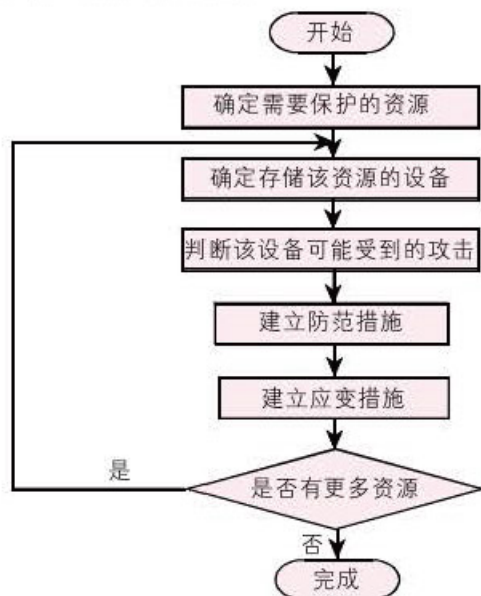 开始
确定需要保护的资源
确定存储该资源的设备
判断该设备可能受到的攻击
建立防范措施
建立应变措施
是
是否有更多资源
否
完成